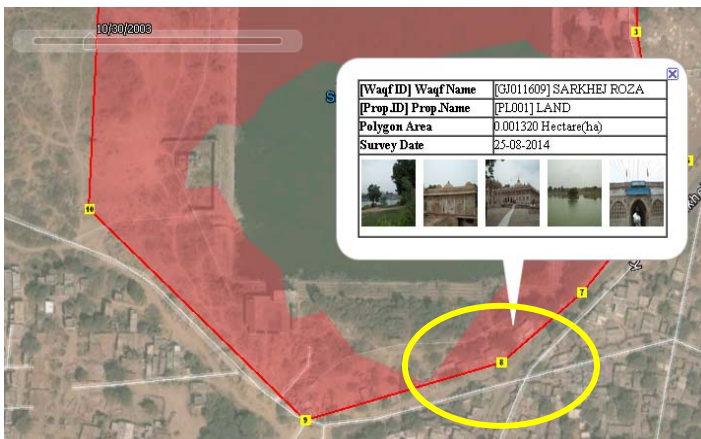 10/30/2003
3
S
[Waqf ID] Waqf Name [GJ011609] SARKHEJ ROZA
[Prop.ID] Prop.Name [PL001] LAND
Polygon Area 0.001320 Hectare(ha)
Survey Date 25-08-2014
10
7
8
9